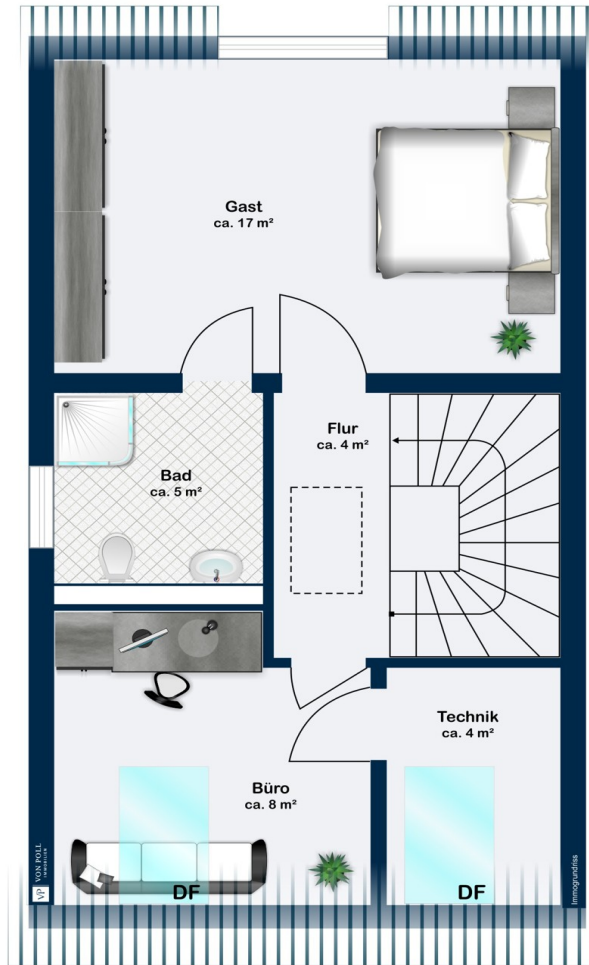 Gast
ca. 17 m²
Flur
ca. 4 m²
Bad
ca. 5 m²
Technik
ca. 4 m²
Büro
ca. 8 m²
DF
DF
VP VON POLL
IMMOBILIEN
Immogrundriss